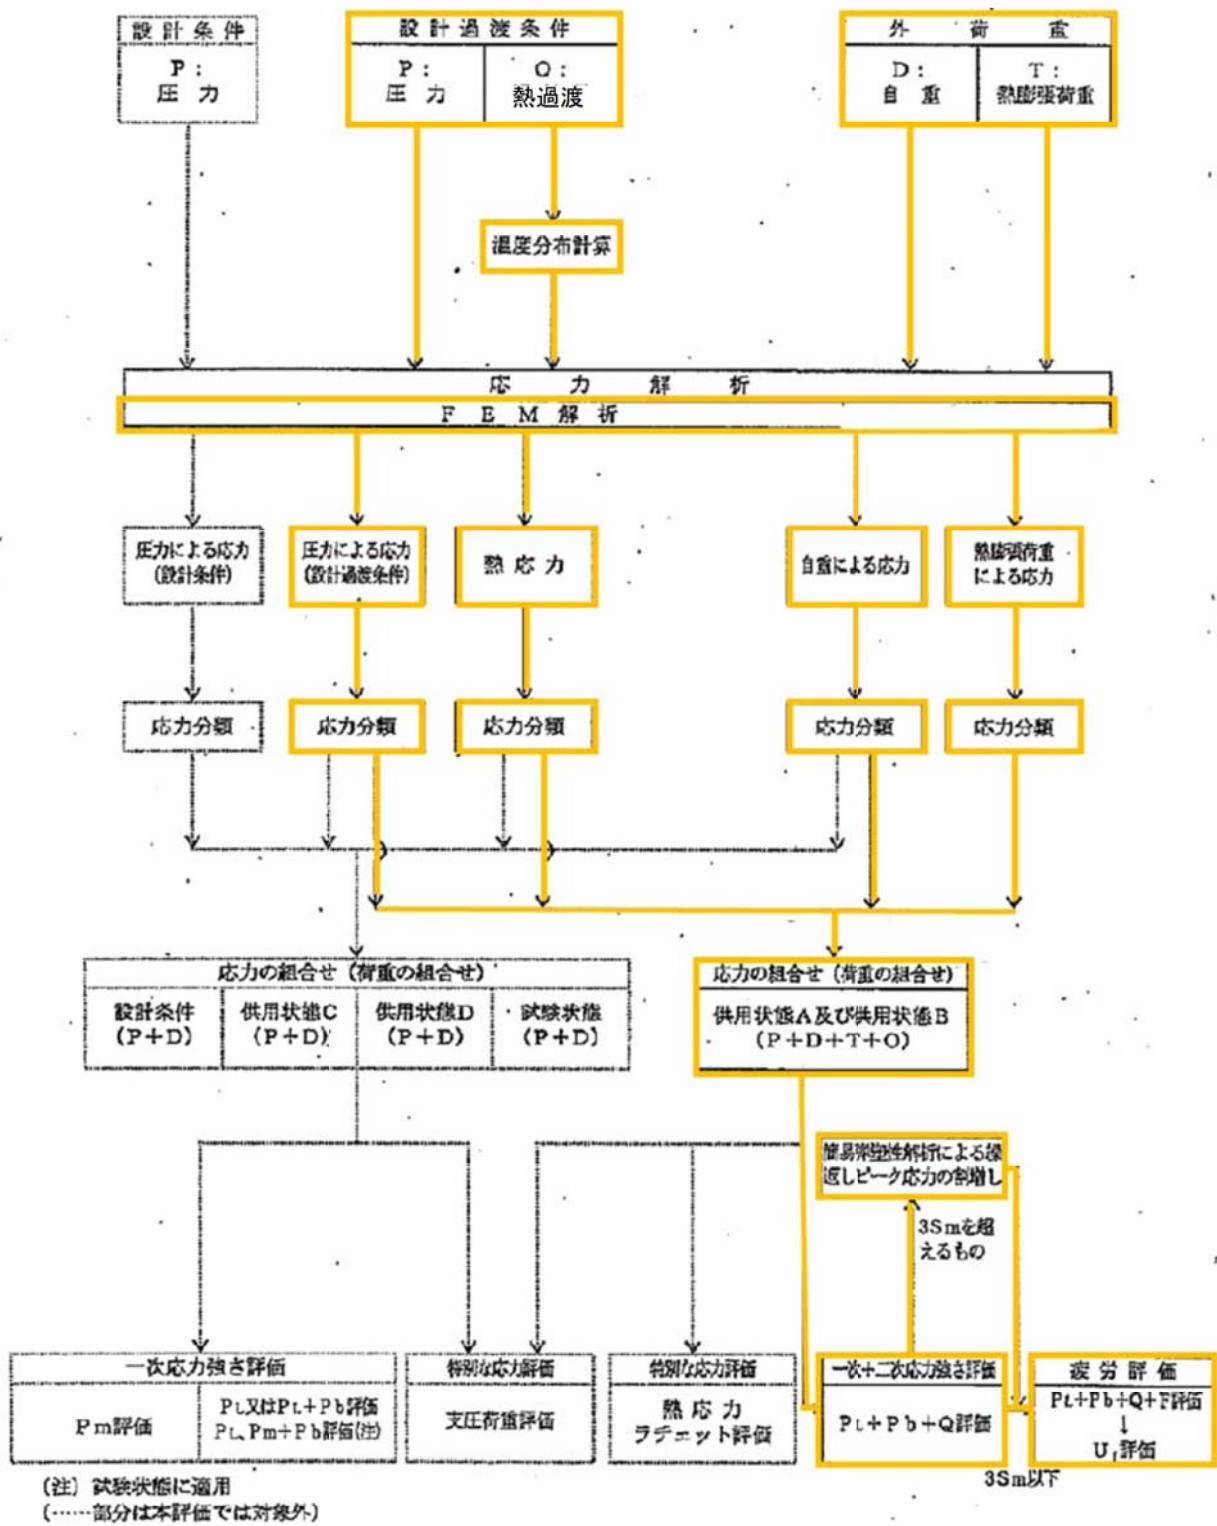 設計条件
P:
圧力
設計過渡条件
P:
圧力
O:
熱過渡
外荷重
D:
自重
T:
熱膨張荷重
温度分布計算
応力解析
FEM解析
圧力による応力
(設計条件)
圧力による応力
(設計過渡条件)
熱応力
自重による応力
熱膨張荷重
による応力
応力分類
応力分類
応力分類
応力分類
応力分類
応力の組合せ(荷重の組合せ)
設計条件
(P+D)
供用状態C
(P+D)
供用状態D
(P+D)
試験状態
(P+D)
応力の組合せ(荷重の組合せ)
供用状態A及び供用状態B
(P+D+T+O)
簡易弾塑性解析による繰
返しピーク応力の割増し
3Smを超
えるもの
一次応力強さ評価
Pm評価
PL又はPL+Pb評価
PL、Pm+Pb評価(注)
特別な応力評価
支圧荷重評価
特別な応力評価
熱応力
ラチェット評価
一次+二次応力強さ評価
PL+Pb+Q評価
疲労評価
PL+Pb+Q+F評価
↓
Uf評価
3Sm以下
(注) 試験状態に適用
(……部分は本評価では対象外)